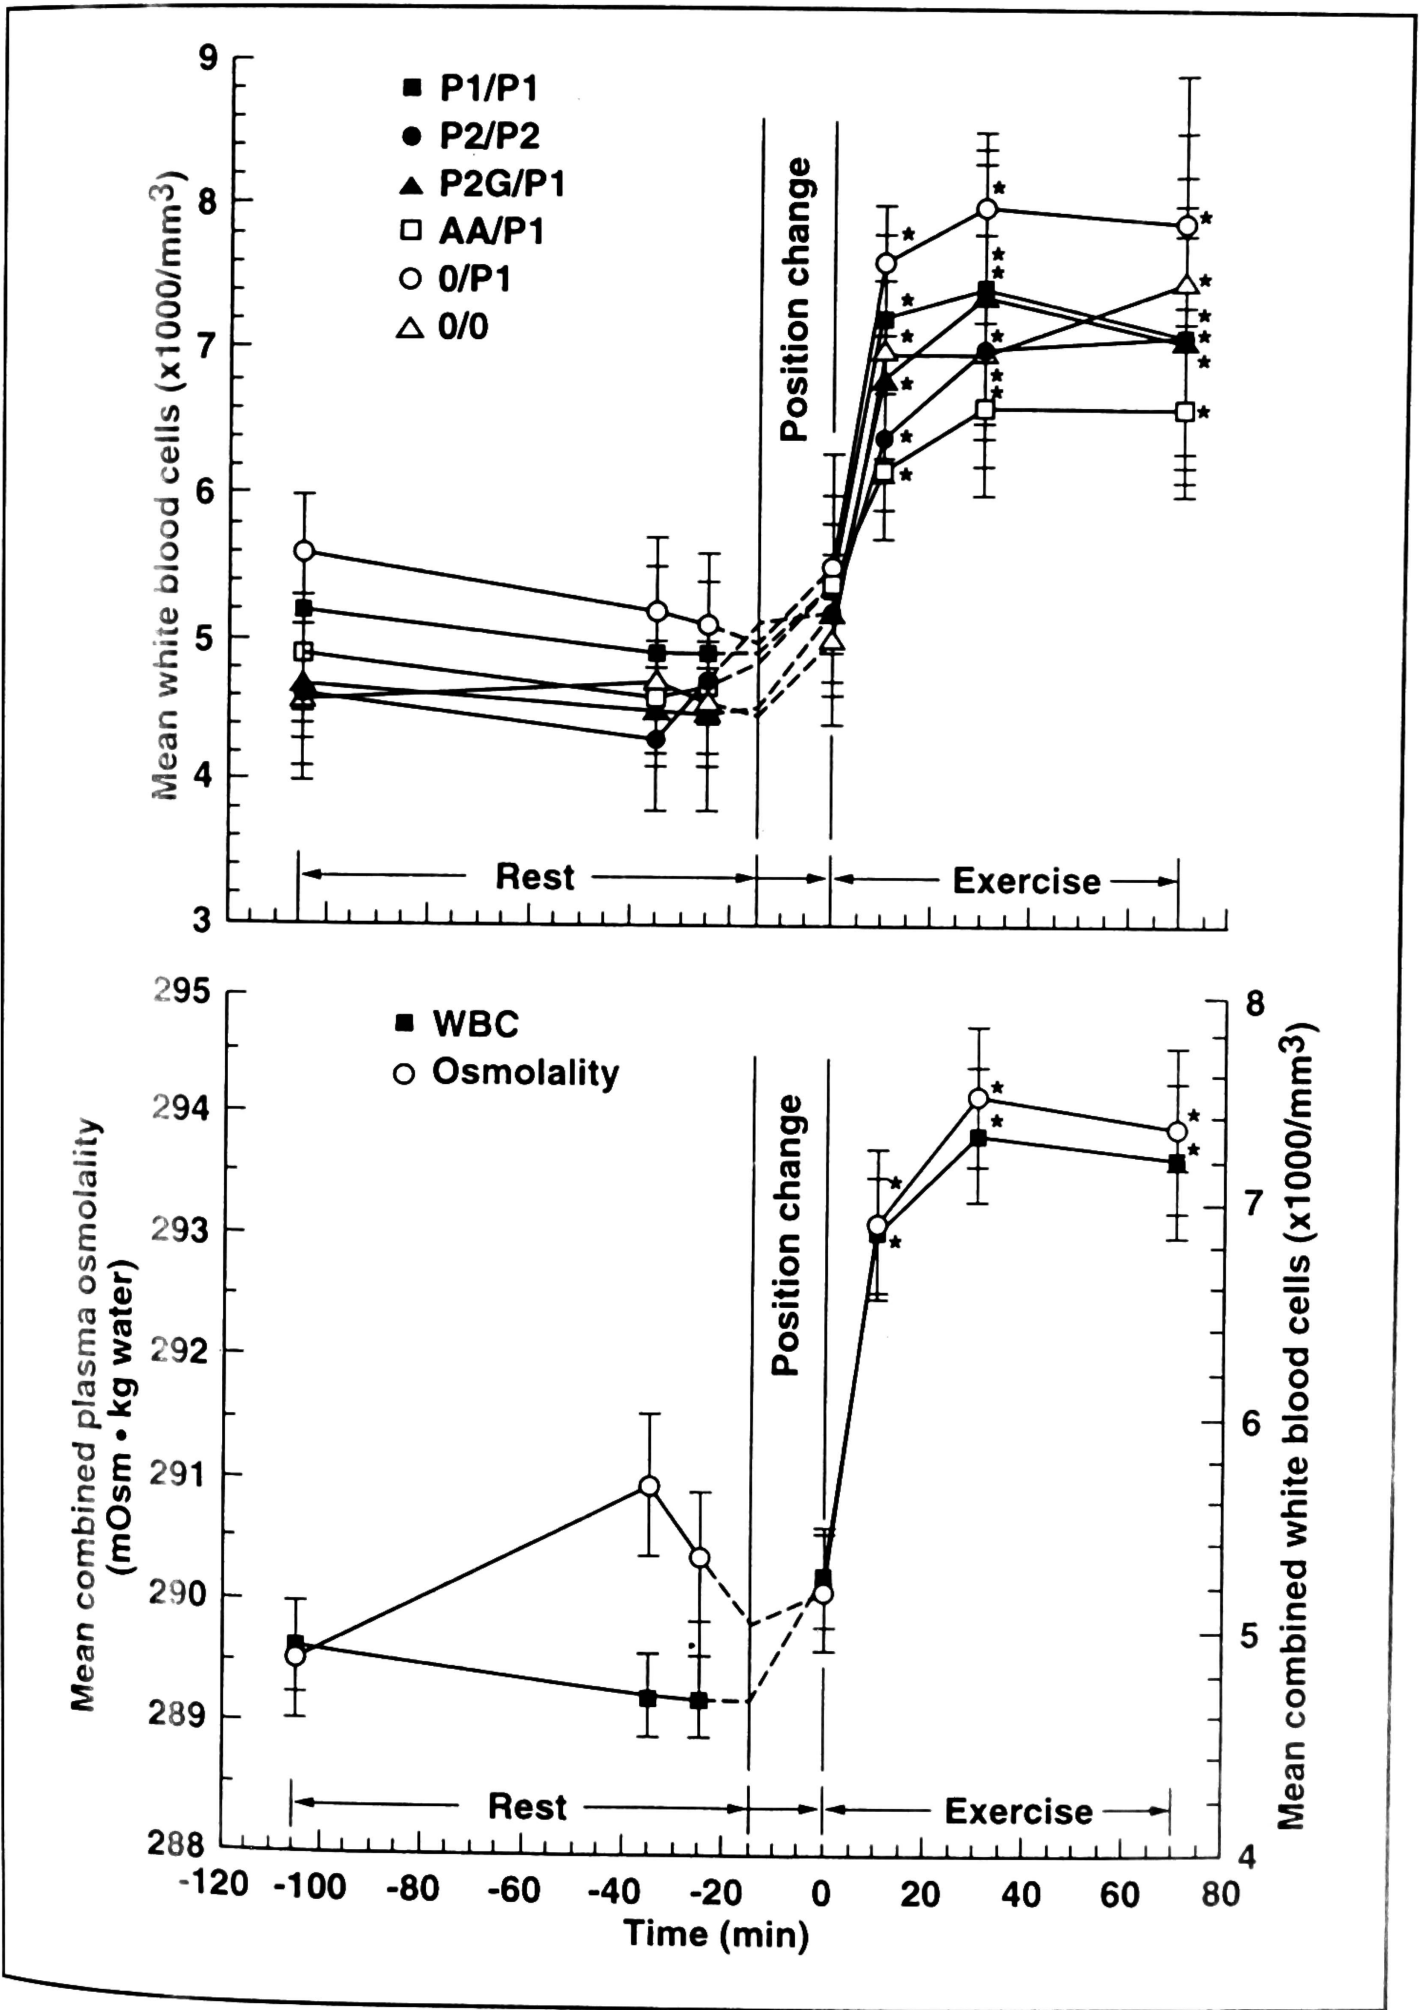 9
8
7
6
5
4
3
Mean white blood cells (x1000/mm3)
P1/P1
P2/P2
P2G/P1
AA/P1
0/P1
0/0
Position change
Rest
Exercise
295
294
293
292
291
290
289
288
Mean combined plasma osmolality
(mOsm • kg water)
WBC
Osmolality
Position change
Rest
Exercise
8
7
6
5
4
Mean combined white blood cells (x1000/mm3)
-120 -100 -80 -60 -40 -20 0 20 40 60 80
Time (min)